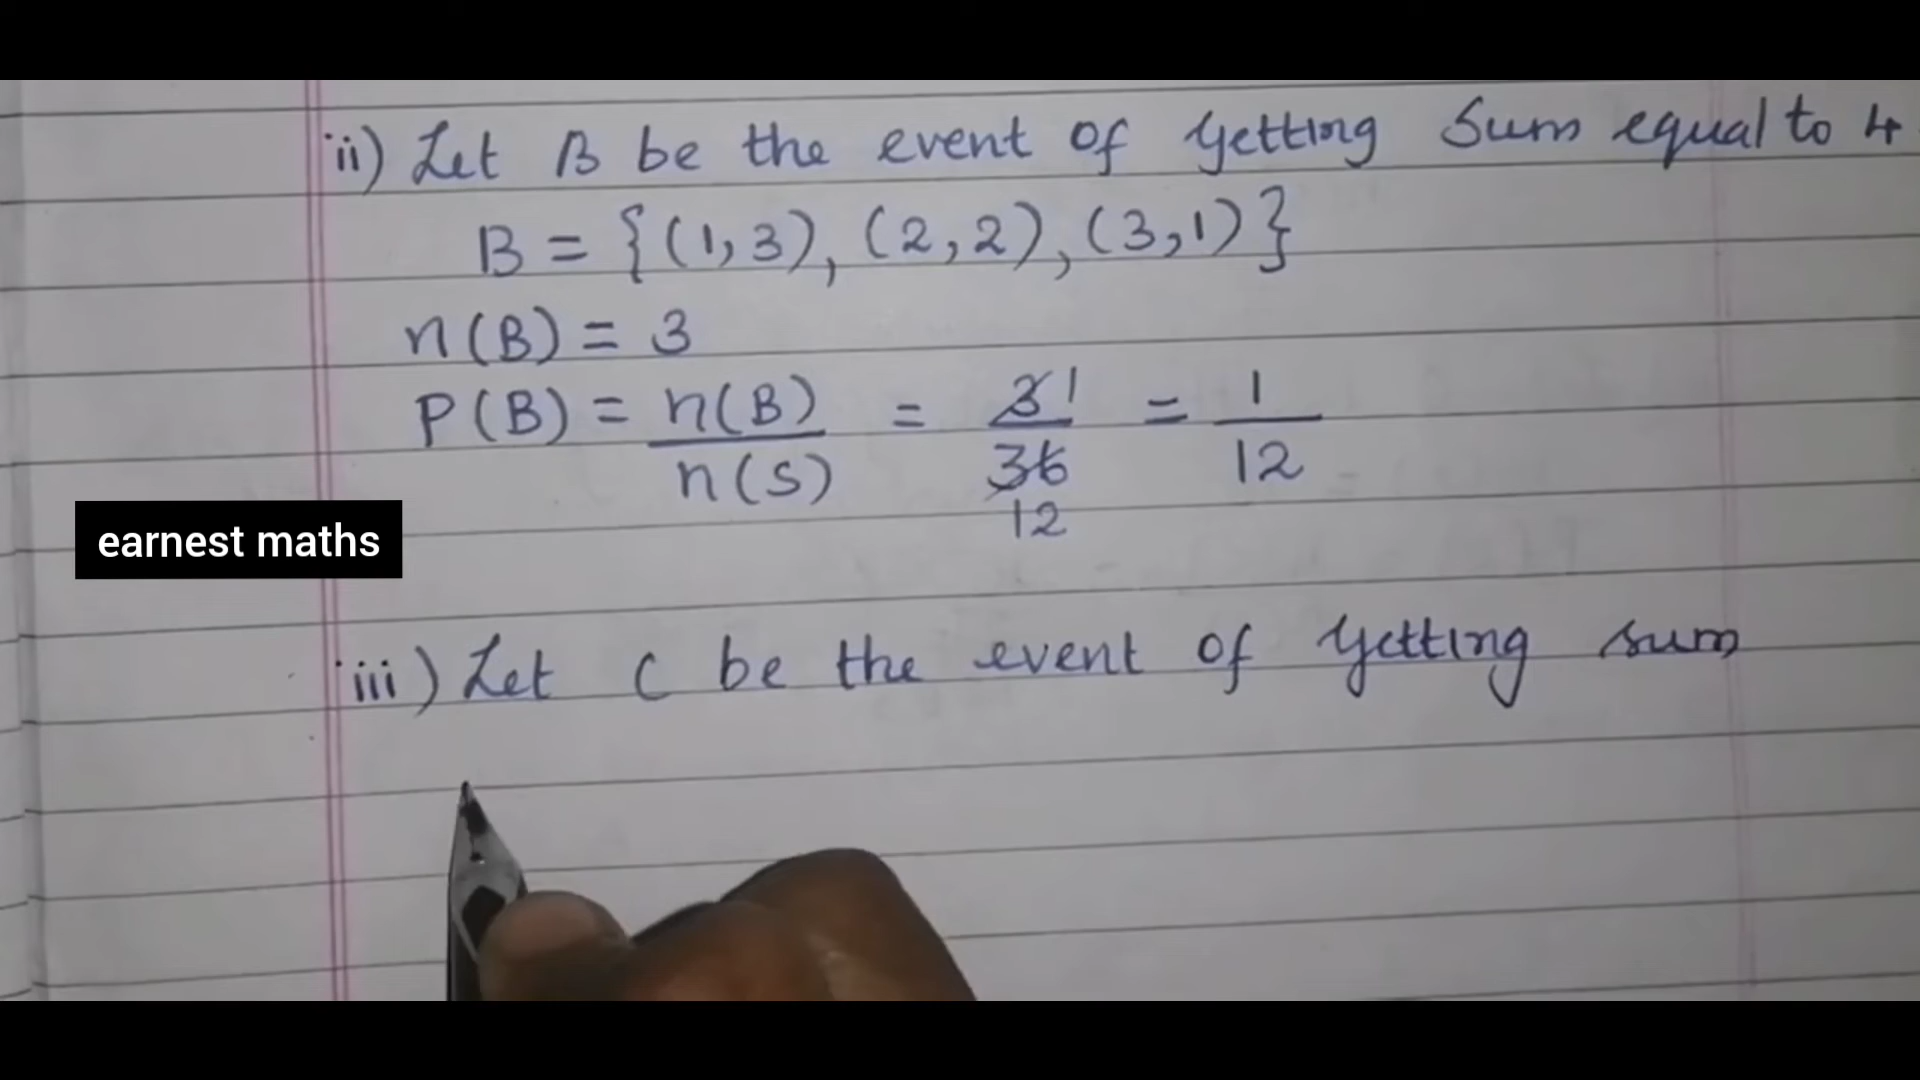 ii) Let B be the event of getting Sum equal to 4
B = {(1,3), (2,2), (3,1)}
n(B) = 3
P(B) = n(B)/n(S) = 3 1/36 12 = 1/12
earnest maths
iii) Let C be the event of getting sum